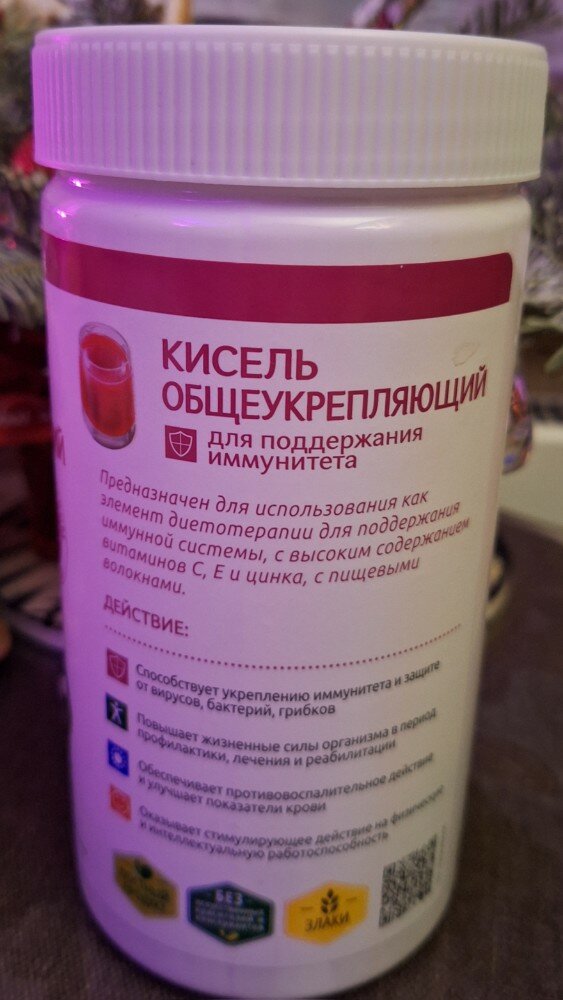 КИСЕЛЬ
ОБЩЕУКРЕПЛЯЮЩИЙ
для поддержания
иммунитета
Предназначен для использования как
элемент диетотерапии для поддержания
иммунной системы, с высоким содержанием
витаминов С, Е и цинка, с пищевыми
волокнами.
ДЕЙСТВИЕ:
Способствует укреплению иммунитета и защите
от вирусов, бактерий, грибков
Повышает жизненные силы организма в период
профилактики, лечения и реабилитации
Обеспечивает противовоспалительное действие
и улучшает показатели крови
Оказывает стимулирующее действие на физическую
и интеллектуальную работоспособность
БЕЗ
ЗЛАКИ